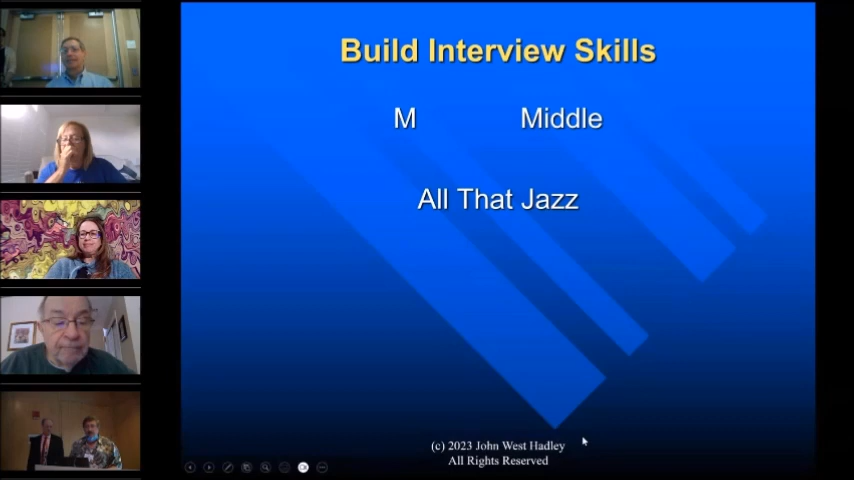 Build Interview Skills
M Middle
All That Jazz
(c) 2023 John West Hadley
All Rights Reserved